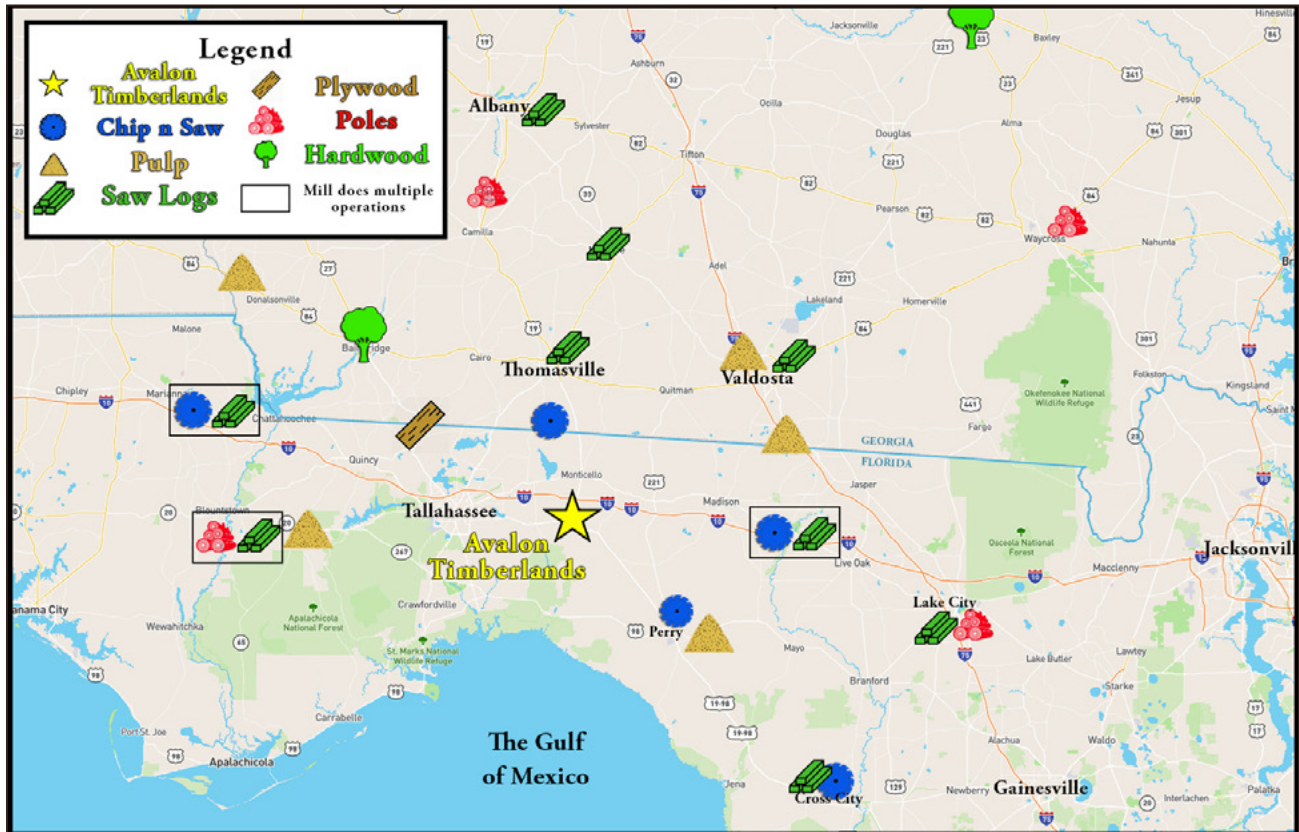 Legend
Avalon
Timberlands
Plywood
Chip n Saw
Poles
Pulp
Hardwood
Saw Logs
Mill does multiple
operations
Jacksonville
Hinesville
Baxley
Ashburn
Jesup
Albany
Sylvester
Ocilla
Douglas
Alma
Tifton
Camilla
Pearson
Waycross
Nahunta
Adel
Donalsonville
Lakeland
Homerville
Malone
Cairo
Thomasville
Quitman
Valdosta
Folkston
Kingsland
Chipley
Chattahoochee
Okefenokee National
Wildlife Refuge
Fargo
GEORGIA
FLORIDA
Quincy
Monticello
Jasper
Madison
Tallahassee
Blountstown
Avalon
Timberlands
Osceola National
Forest
Live Oak
Macclenny
Jacksonvill
anama City
Wewahitchka
Apalachicola
National Forest
Crawfordville
St. Marks National
Wildlife Refuge
Perry
Mayo
Lake City
Lake Butler
Lawtey
Starke
Branford
Carrabelle
Port St. Joe
Apalachicola
The Gulf
of Mexico
Alachua
Waldo
Jena
Cross City
Newberry
Gainesville
Interlachen
Palatka